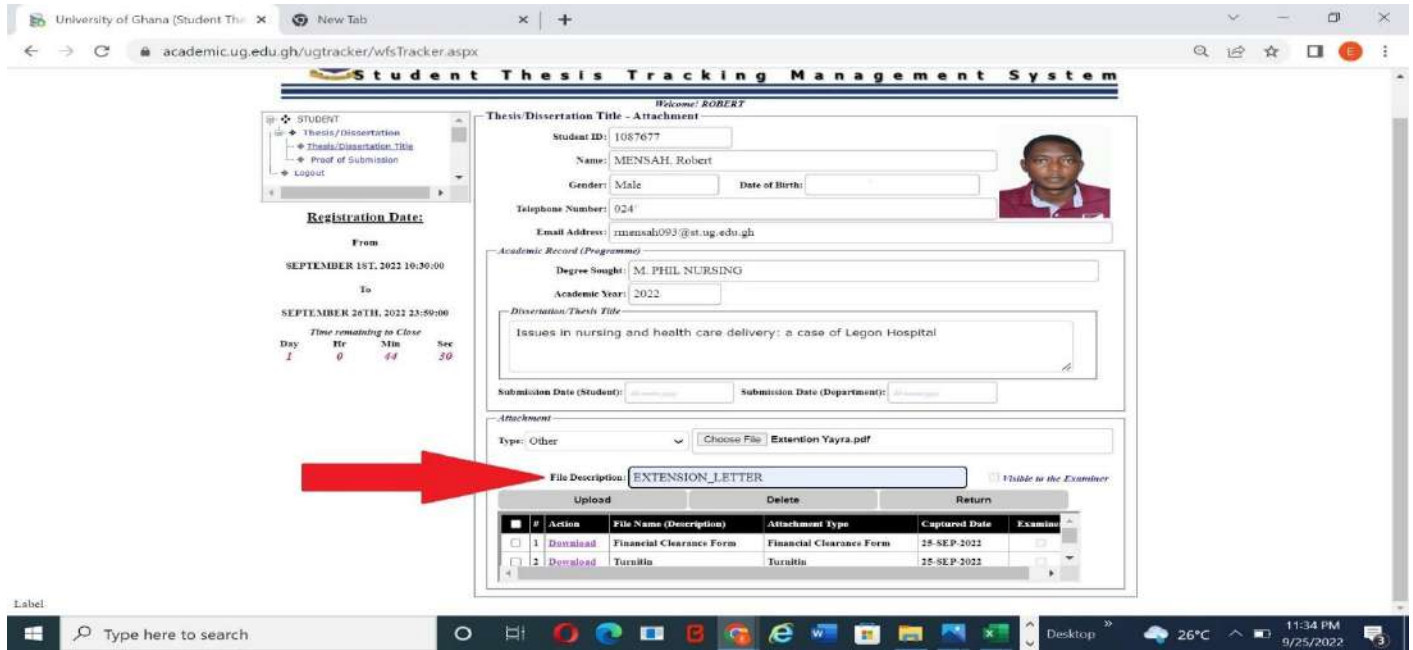 University of Ghana (Student The
New Tab
academic.ug.edu.gh/ugtracker/wfsTracker.aspx
E
Student Thesis Tracking Management System
Welcome! ROBERT
STUDENT
Thesis/Dissertation
Thesis/Dissertation Title
Proof of Submission
Logout
Registration Date:
From
SEPTEMBER 1ST, 2022 10:30:00
To
SEPTEMBER 26TH, 2022 23:59:00
Time remaining to Close
Day Hr Min Sec
1 0 44 30
Thesis/Dissertation Title - Attachment
Student ID: 1087677
Name: MENSAH, Robert
Gender: Male Date of Birth:
Telephone Number: 024
Email Address: rmensah093@st.ug.edu.gh
Academic Record (Programme)
Degree Sought: M. PHIL NURSING
Academic Year: 2022
Dissertation/Thesis Title
Issues in nursing and health care delivery: a case of Legon Hospital
Submission Date (Student): Submission Date (Department):
Attachment
Type: Other Choose File Extention Yayra.pdf
File Description: EXTENSION_LETTER Visible to the Examiner
Upload Delete Return
# Action File Name (Description) Attachment Type Captured Date Examine
1 Download Financial Clearance Form Financial Clearance Form 25-SEP-2022
2 Download Turnitin Turnitin 25-SEP-2022
Label
Type here to search
Desktop
26°C
11:34 PM
9/25/2022
3